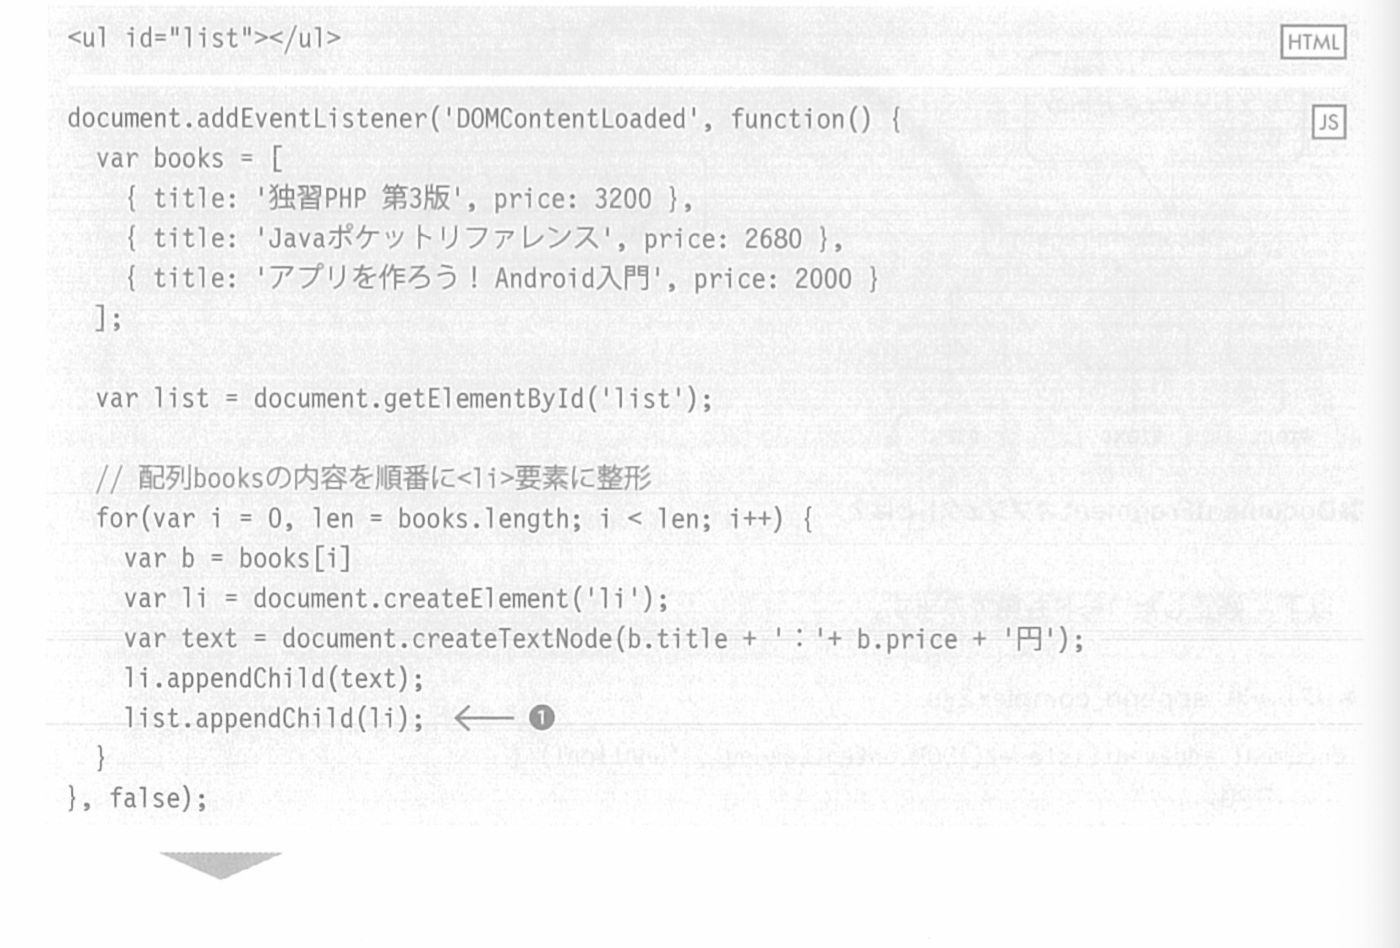 <ul id="list"></ul>
HTML
document.addEventListener('DOMContentLoaded', function() {
JS
  var books = [
    { title: '独習PHP 第3版', price: 3200 },
    { title: 'Javaポケットリファレンス', price: 2680 },
    { title: 'アプリを作ろう！Android入門', price: 2000 }
  ];
  var list = document.getElementById('list');
  // 配列booksの内容を順番に<li>要素に整形
  for(var i = 0, len = books.length; i < len; i++) {
    var b = books[i]
    var li = document.createElement('li');
    var text = document.createTextNode(b.title + '：'+ b.price + '円');
    li.appendChild(text);
    list.appendChild(li); ← ❶
  }
}, false);